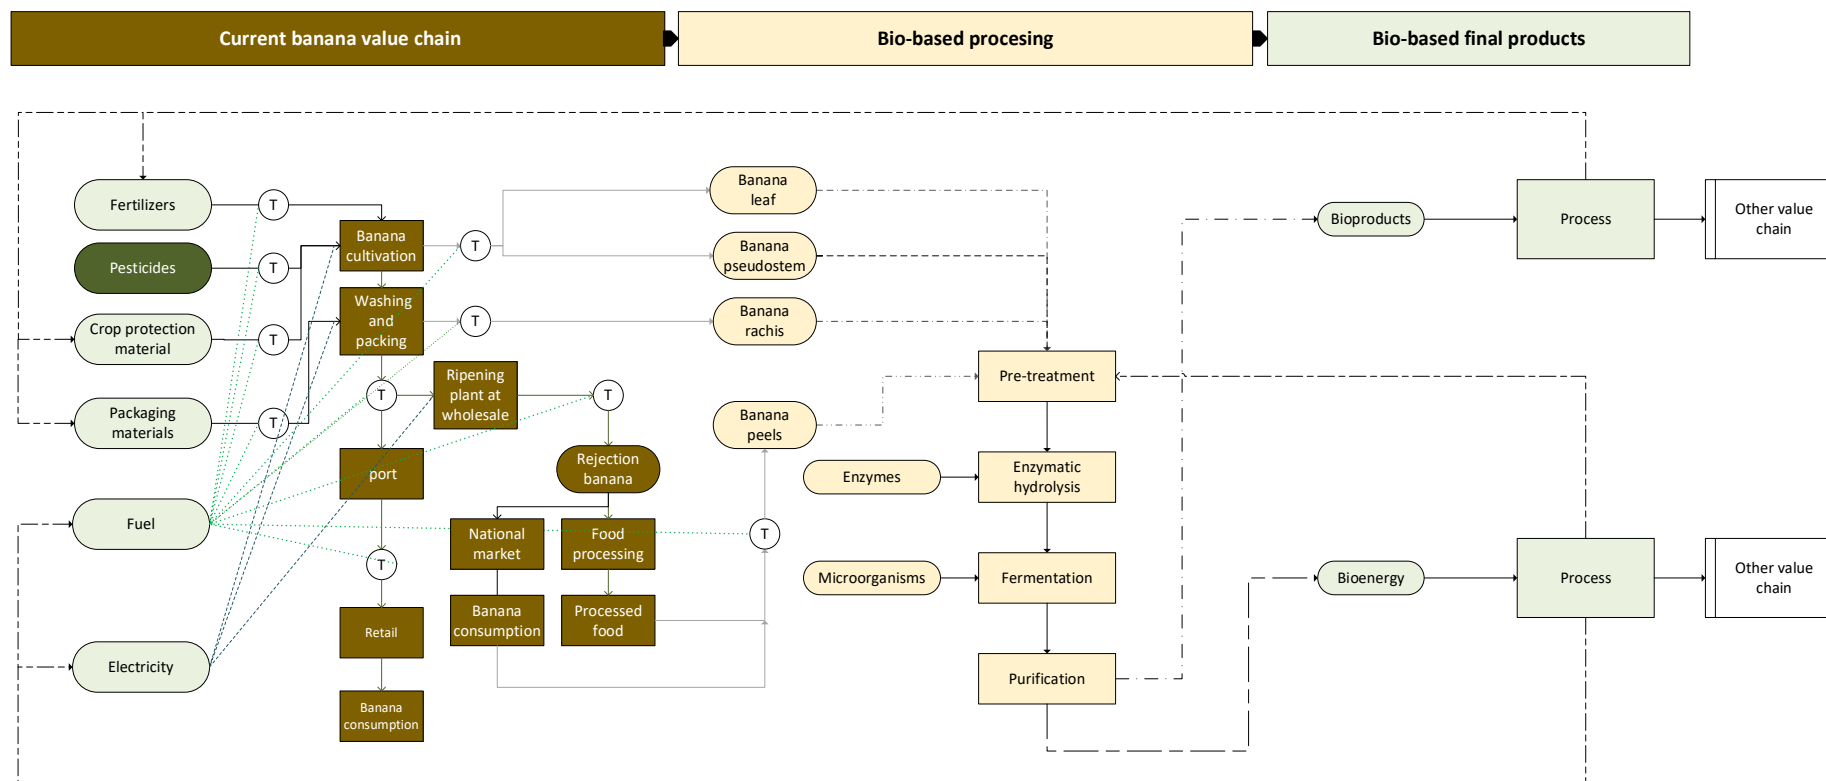 Current banana value chain
Bio-based procesing
Bio-based final products
Fertilizers
T
Banana
cultivation
T
Banana
leaf
Bioproducts
Process
Other value
chain
Pesticides
T
Banana
pseudostem
Crop protection
material
T
Washing
and
packing
T
Banana
rachis
Packaging
materials
T
T
Ripening
plant at
wholesale
T
Banana
peels
Pre-treatment
port
Rejection
banana
Enzymes
Enzymatic
hydrolysis
Fuel
T
National
market
Food
processing
T
Microorganisms
Fermentation
Bioenergy
Process
Other value
chain
Electricity
Retail
Banana
consumption
Processed
food
Purification
Banana
consumption